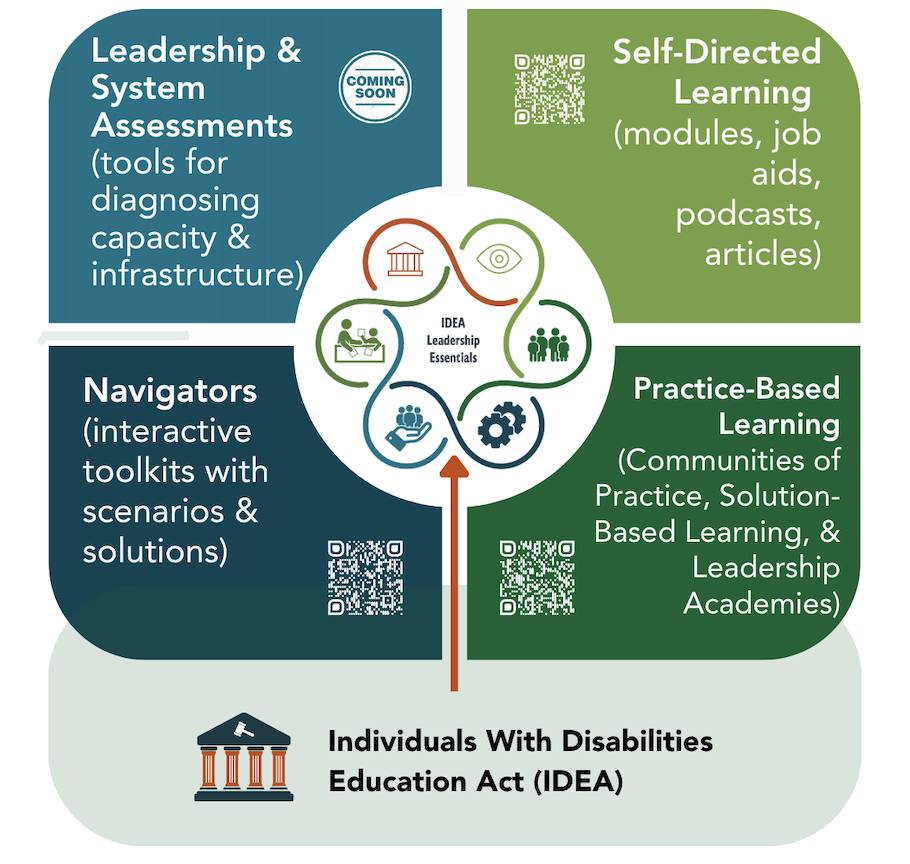 Leadership &
System
Assessments
(tools for
diagnosing
capacity &
infrastructure)
COMING
SOON
Self-Directed
Learning
(modules, job
aids,
podcasts,
articles)
IDEA
Leadership
Essentials
Navigators
(interactive
toolkits with
scenarios &
solutions)
Practice-Based
Learning
(Communities of
Practice, Solution-
Based Learning, &
Leadership
Academies)
Individuals With Disabilities
Education Act (IDEA)